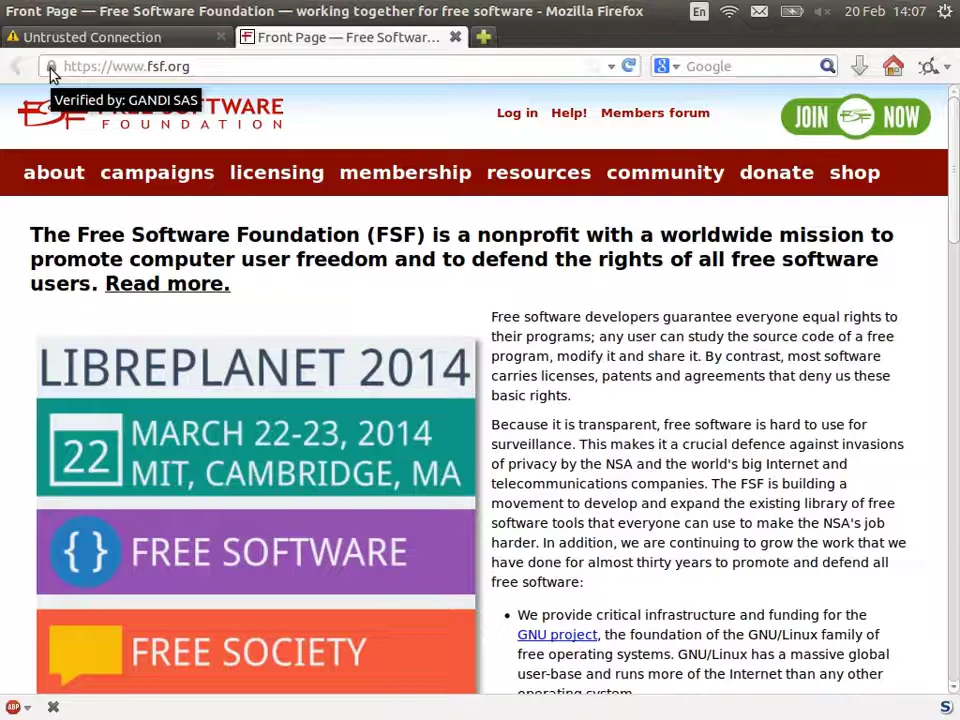 Front Page — Free Software Foundation — working together for free software - Mozilla Firefox
En
20 Feb 14:07
Untrusted Connection
Front Page — Free Softwar...
https://www.fsf.org
Google
Verified by: GANDI SAS
FREE SOFTWARE
FOUNDATION
Log in Help! Members forum
JOIN NOW
about campaigns licensing membership resources community donate shop
The Free Software Foundation (FSF) is a nonprofit with a worldwide mission to
promote computer user freedom and to defend the rights of all free software
users. Read more.
LIBREPLANET 2014
22
MARCH 22-23, 2014
MIT, CAMBRIDGE, MA
{ } FREE SOFTWARE
FREE SOCIETY
Free software developers guarantee everyone equal rights to
their programs; any user can study the source code of a free
program, modify it and share it. By contrast, most software
carries licenses, patents and agreements that deny us these
basic rights.
Because it is transparent, free software is hard to use for
surveillance. This makes it a crucial defence against invasions
of privacy by the NSA and the world's big Internet and
telecommunications companies. The FSF is building a
movement to develop and expand the existing library of free
software tools that everyone can use to make the NSA's job
harder. In addition, we are continuing to grow the work that we
have done for almost thirty years to promote and defend all
free software:
• We provide critical infrastructure and funding for the
GNU project, the foundation of the GNU/Linux family of
free operating systems. GNU/Linux has a massive global
user-base and runs more of the Internet than any other
operating system.
ABP
S